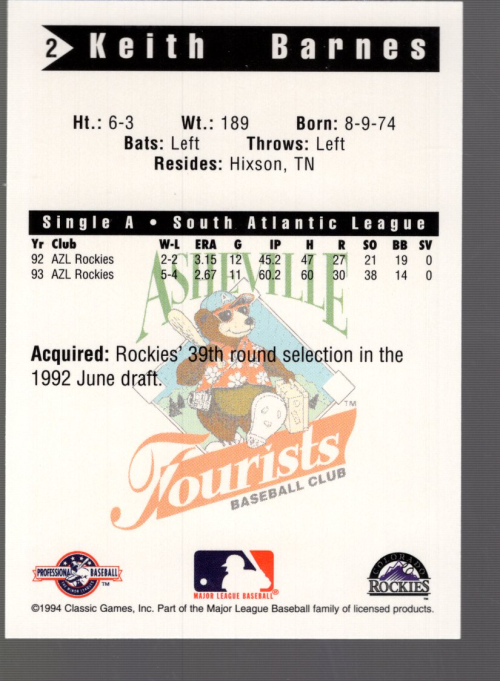 2 Keith Barnes
Ht.: 6-3 Wt.: 189 Born: 8-9-74
Bats: Left Throws: Left
Resides: Hixson, TN
Single A • South Atlantic League
Yr Club W-L ERA G IP H R SO BB SV
92 AZL Rockies 2-2 3.15 12 45.2 47 27 21 19 0
93 AZL Rockies 5-4 2.67 11 60.2 60 30 38 14 0
ASHEVILLE
Acquired: Rockies' 39th round selection in the
1992 June draft.
TM
Tourists
BASEBALL CLUB
PROFESSIONAL BASEBALL
TM
MAJOR LEAGUE BASEBALL®
COLORADO
ROCKIES
©1994 Classic Games, Inc. Part of the Major League Baseball family of licensed products.